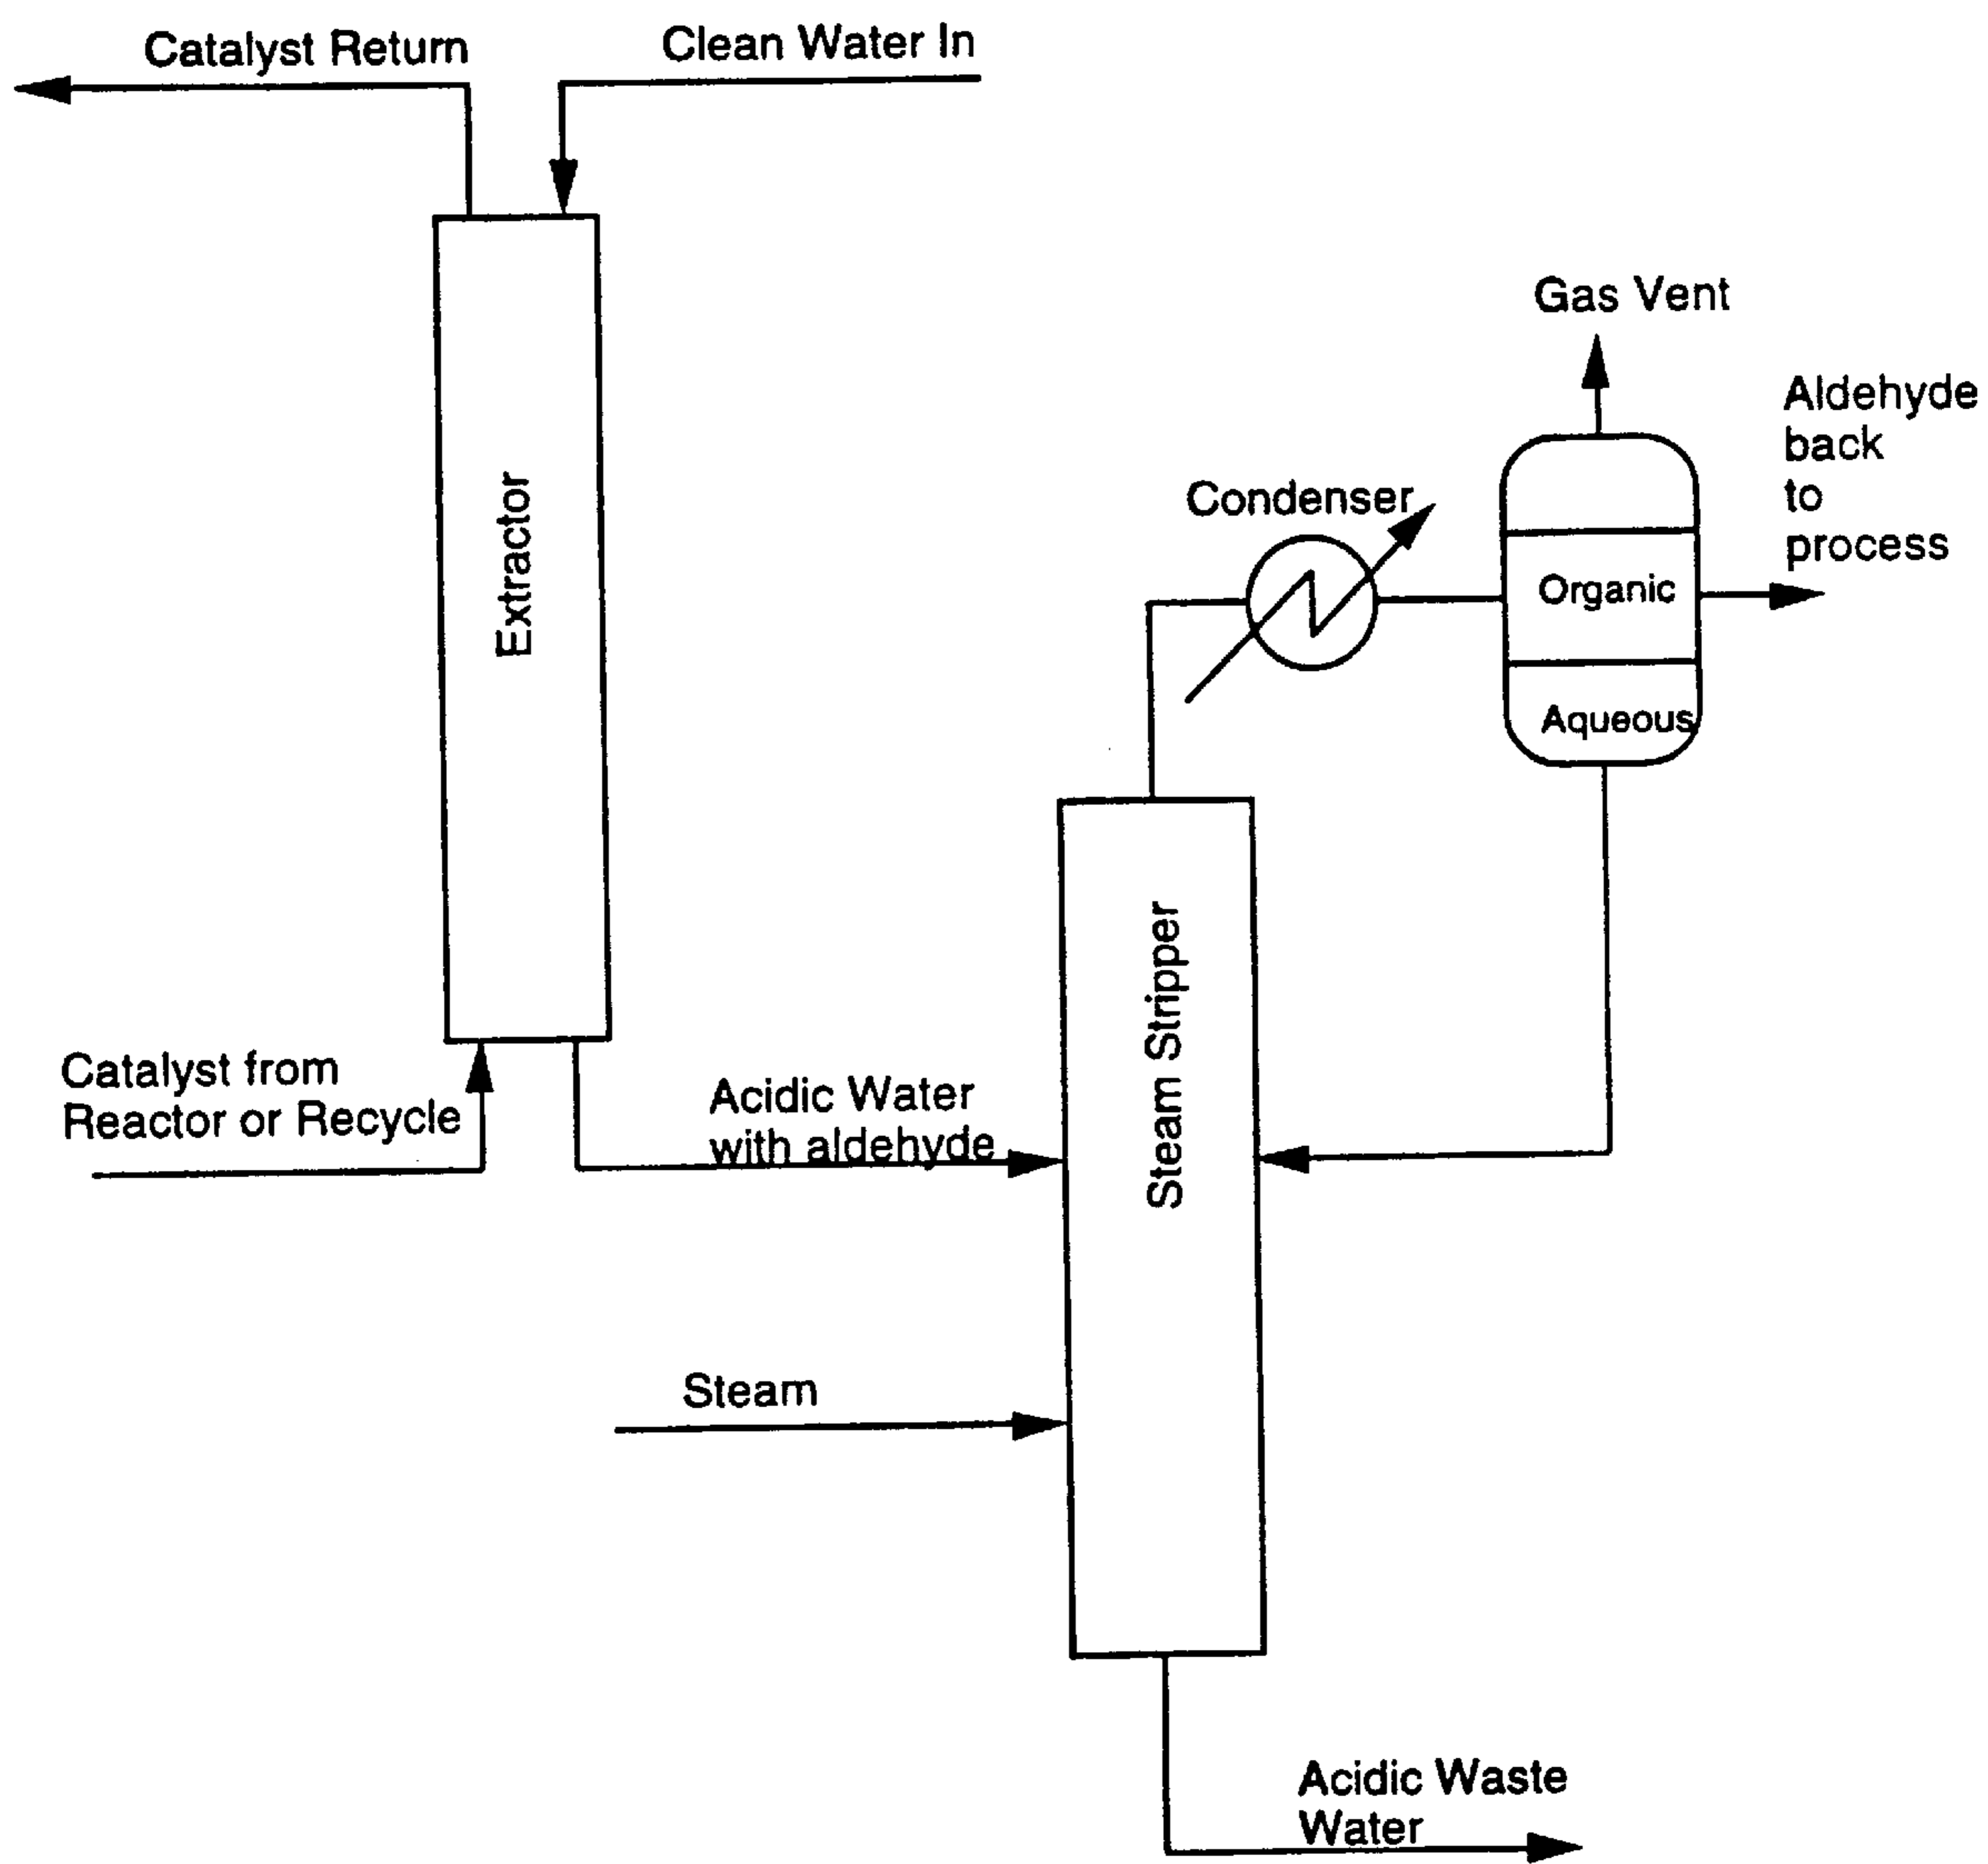 Catalyst Return
Clean Water In
Gas Vent
Aldehyde
back
to
process
Condenser
Extractor
Organic
Aqueous
Steam Stripper
Catalyst from
Reactor or Recycle
Acidic Water
with aldehyde
Steam
Acidic Waste
Water